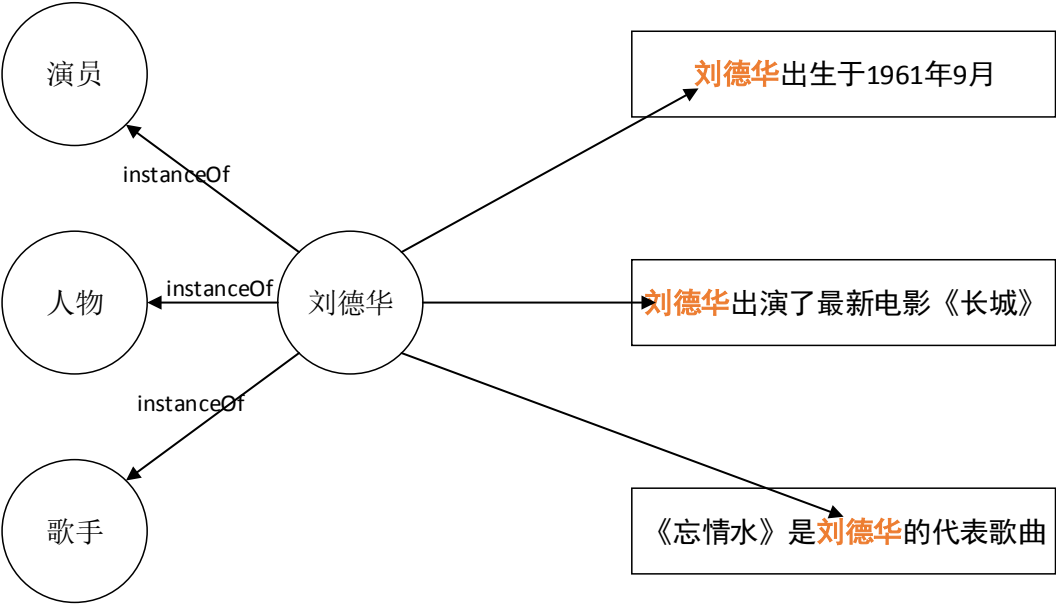 演员
刘德华出生于1961年9月
instanceOf
人物
instanceOf
刘德华
刘德华出演了最新电影《长城》
instanceOf
歌手
《忘情水》是刘德华的代表歌曲